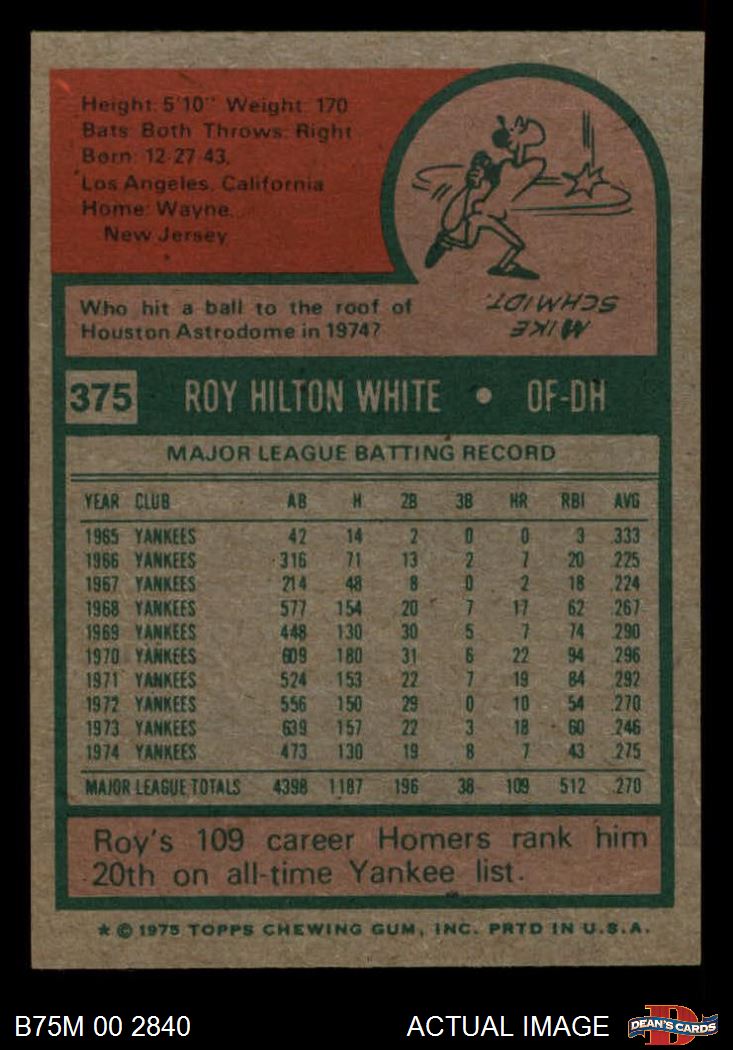 Height: 5'10" Weight: 170
Bats: Both Throws: Right
Born: 12-27-43,
Los Angeles, California
Home: Wayne,
New Jersey
Who hit a ball to the roof of
Houston Astrodome in 1974?
MIKE
SCHMIDT.
375 ROY HILTON WHITE • OF-DH
MAJOR LEAGUE BATTING RECORD
YEAR CLUB AB H 2B 3B HR RBI AVG
1965 YANKEES 42 14 2 0 0 3 .333
1966 YANKEES 316 71 13 2 7 20 .225
1967 YANKEES 214 48 8 0 2 18 .224
1968 YANKEES 577 154 20 7 17 62 .267
1969 YANKEES 448 130 30 5 7 74 .290
1970 YANKEES 609 180 31 6 22 94 .296
1971 YANKEES 524 153 22 7 19 84 .292
1972 YANKEES 556 150 29 0 10 54 .270
1973 YANKEES 639 157 22 3 18 60 .246
1974 YANKEES 473 130 19 8 7 43 .275
MAJOR LEAGUE TOTALS 4398 1187 196 38 109 512 .270
Roy's 109 career Homers rank him
20th on all-time Yankee list.
* © 1975 TOPPS CHEWING GUM, INC. PRTD IN U.S.A.
B75M 00 2840 ACTUAL IMAGE
D
DEAN'S CARDS